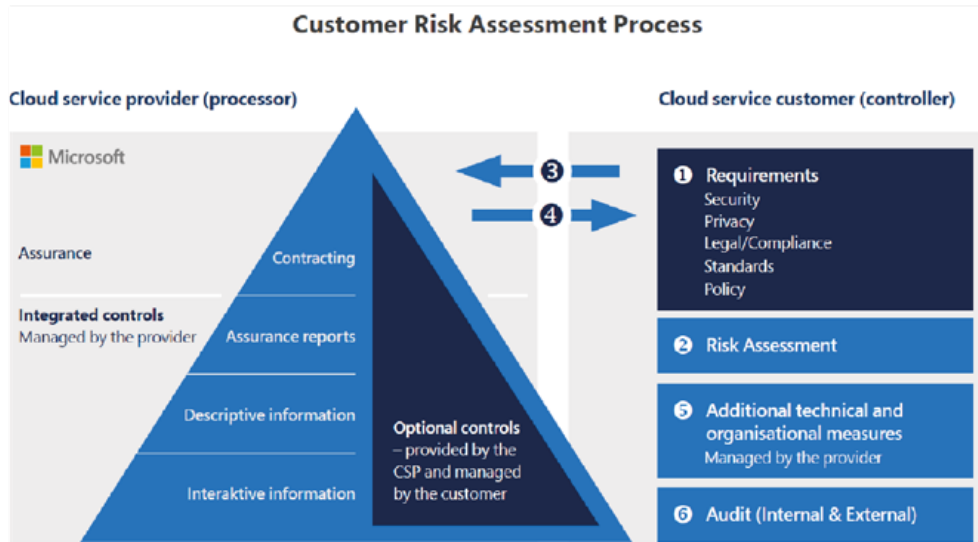 Customer Risk Assessment Process
Cloud service provider (processor)
Cloud service customer (controller)
Microsoft
Assurance
Integrated controls
Managed by the provider
Contracting
Assurance reports
Descriptive information
Interaktive information
Optional controls
– provided by the
CSP and managed
by the customer
3
4
1 Requirements
Security
Privacy
Legal/Compliance
Standards
Policy
2 Risk Assessment
5 Additional technical and
organisational measures
Managed by the provider
6 Audit (Internal & External)